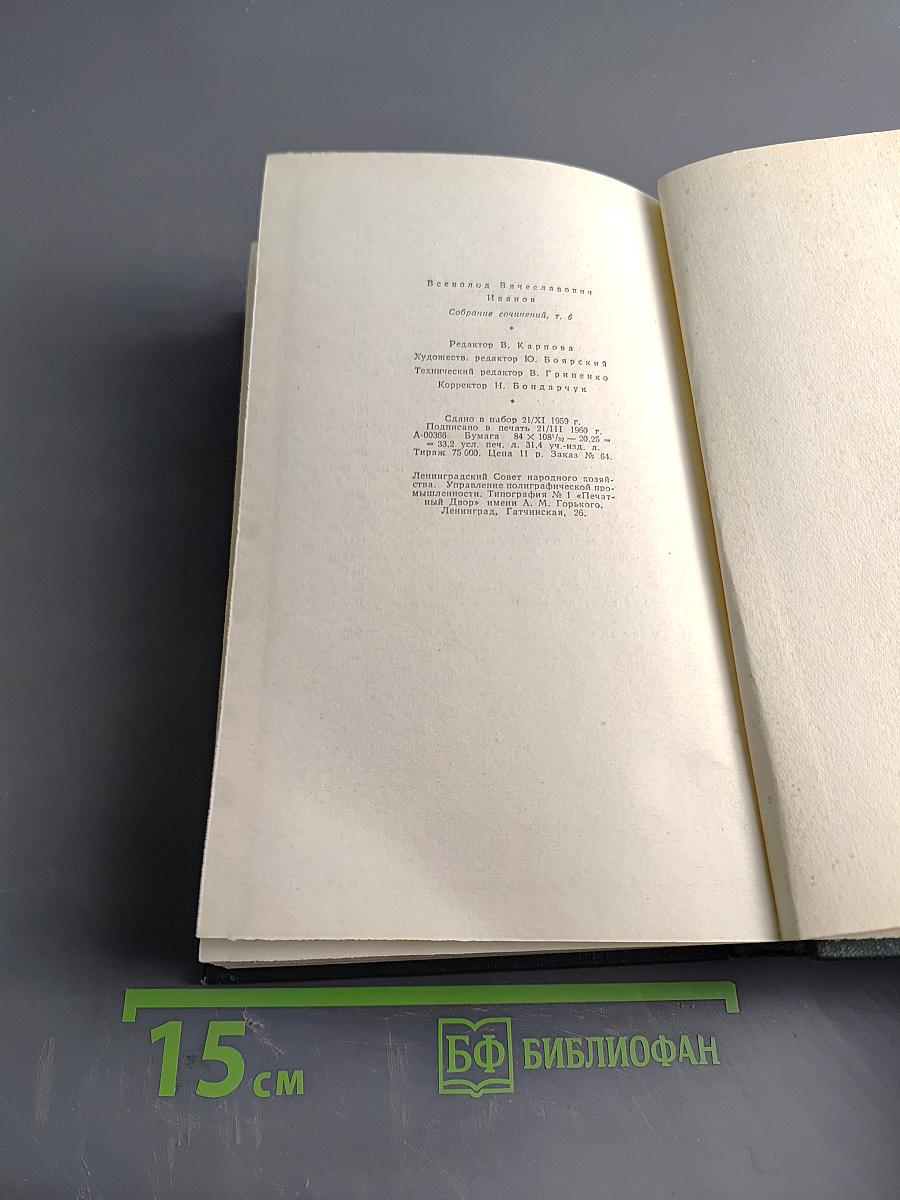 Всеволод Вячеславович
Иванов
Собрание сочинений, т. 6
*
Редактор В. Карпова
Художеств. редактор Ю. Боярский
Технический редактор В. Гриненко
Корректор Н. Бондарчук
*
Сдано в набор 21/XI 1959 г.
Подписано в печать 21/III 1960 г.
А-00366. Бумага 84 × 108¹/₃₂ — 20,25 =
= 33,2 усл. печ. л. 31,4 уч.-изд. л.
Тираж 75 000. Цена 11 р. Заказ № 64.
Ленинградский Совет народного хозяй-
ства. Управление полиграфической про-
мышленности. Типография № 1 «Печат-
ный Двор» имени А. М. Горького.
Ленинград, Гатчинская, 26.
15 см
БФ БИБЛИОФАН